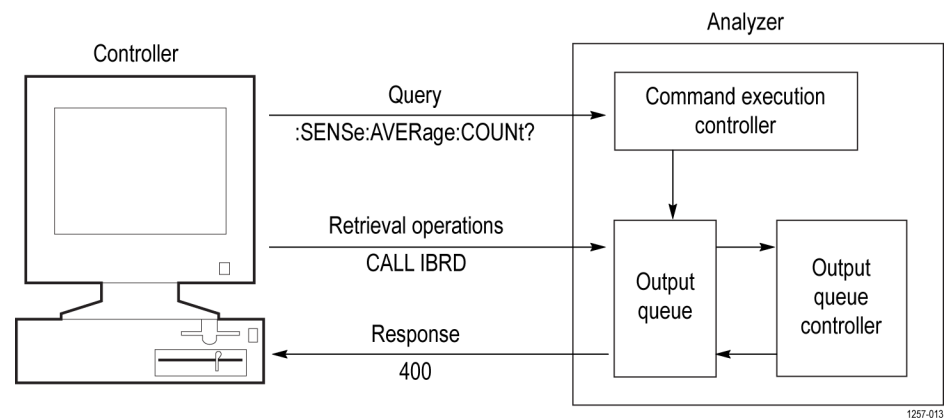 Analyzer
Controller
Query
:SENSe:AVERage:COUNt?
Command execution
controller
Retrieval operations
CALL IBRD
Output
queue
Output
queue
controller
Response
400
1257-013